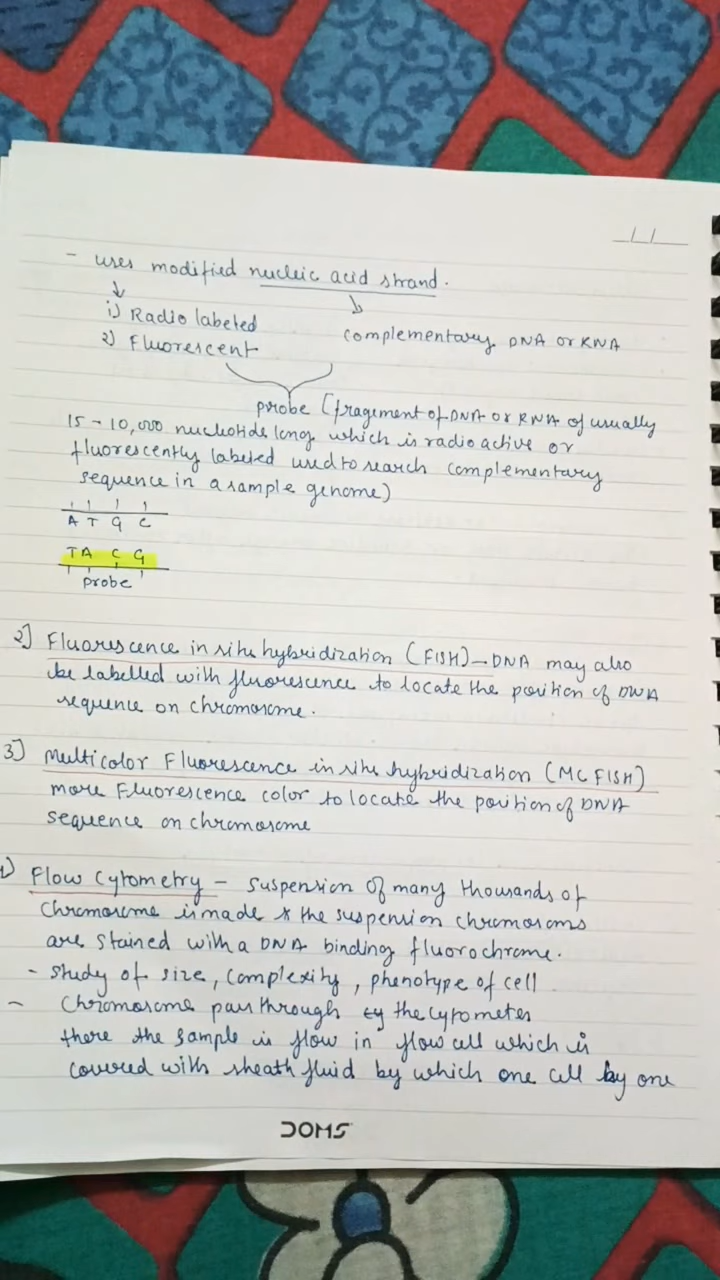 - uses modified nucleic acid strand.
i) Radio labeled
2) Fluorescent
complementary DNA or RNA
probe [fragement of DNA or RNA of usually
15 - 10,000 nucleotide long which is radio active or
fluorescently labeled used to search complementary
sequence in a sample genome)
A T G C
TA C G
probe
2] Fluorescence in situ hybridization (FISH) - DNA may also
be labelled with fluorescence to locate the position of DNA
sequence on chromosome.
3] Multicolor Fluorescence in situ hybridization (MCFISH)
more Fluorescence color to locate the position of DNA
sequence on chromosome
1) Flow Cytometry - Suspension of many thousands of
chromosome is made & the suspension chromosoms
are stained with a DNA binding fluorochrome.
- study of size, complexity, phenotype of cell
- Chromosome pass through the cytometer
there the sample is flow in flow cell which is
covered with sheath fluid by which one cell by one
DOMS